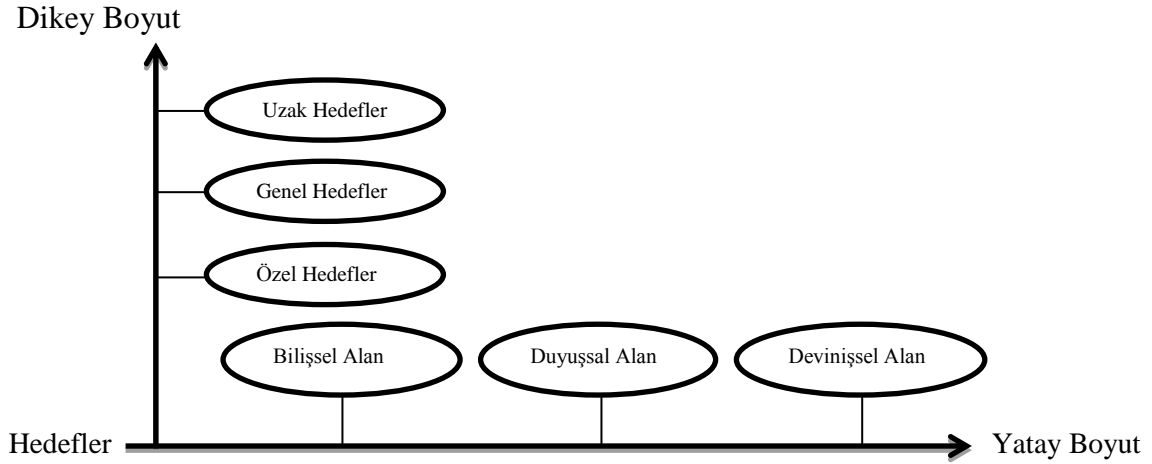 Dikey Boyut
Uzak Hedefler
Genel Hedefler
Özel Hedefler
Bilişsel Alan
Duyuşsal Alan
Devinişsel Alan
Hedefler
Yatay Boyut